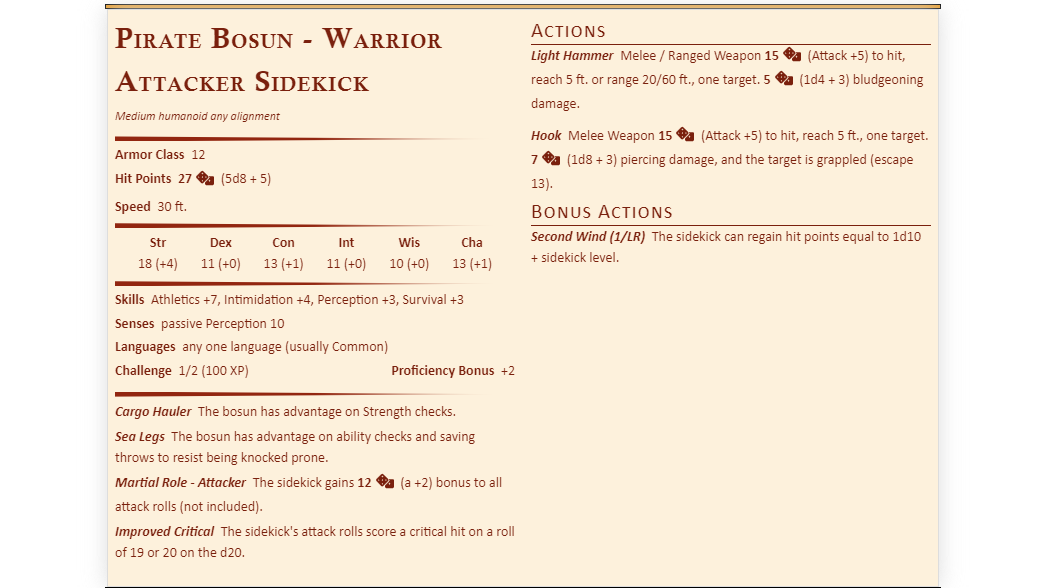 Pirate Bosun - Warrior
Attacker Sidekick
Medium humanoid any alignment
Armor Class 12
Hit Points 27 (5d8 + 5)
Speed 30 ft.
Str Dex Con Int Wis Cha
18 (+4) 11 (+0) 13 (+1) 11 (+0) 10 (+0) 13 (+1)
Skills Athletics +7, Intimidation +4, Perception +3, Survival +3
Senses passive Perception 10
Languages any one language (usually Common)
Challenge 1/2 (100 XP) Proficiency Bonus +2
Cargo Hauler The bosun has advantage on Strength checks.
Sea Legs The bosun has advantage on ability checks and saving
throws to resist being knocked prone.
Martial Role - Attacker The sidekick gains 12 (a +2) bonus to all
attack rolls (not included).
Improved Critical The sidekick's attack rolls score a critical hit on a roll
of 19 or 20 on the d20.
Actions
Light Hammer Melee / Ranged Weapon 15 (Attack +5) to hit,
reach 5 ft. or range 20/60 ft., one target. 5 (1d4 + 3) bludgeoning
damage.
Hook Melee Weapon 15 (Attack +5) to hit, reach 5 ft., one target.
7 (1d8 + 3) piercing damage, and the target is grappled (escape
13).
Bonus Actions
Second Wind (1/LR) The sidekick can regain hit points equal to 1d10
+ sidekick level.